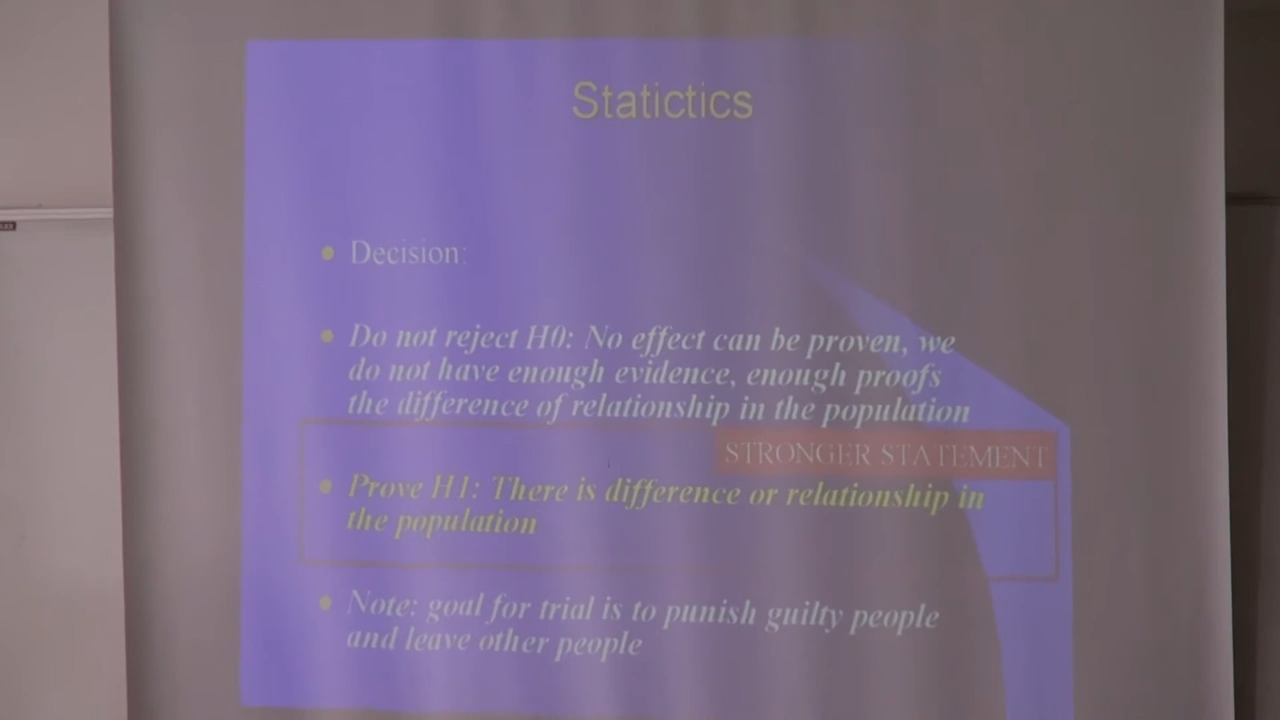 Statictics
Decision:
Do not reject H0: No effect can be proven, we
do not have enough evidence, enough proofs
the difference of relationship in the population
STRONGER STATEMENT
Prove H1: There is difference or relationship in
the population
Note: goal for trial is to punish guilty people
and leave other people